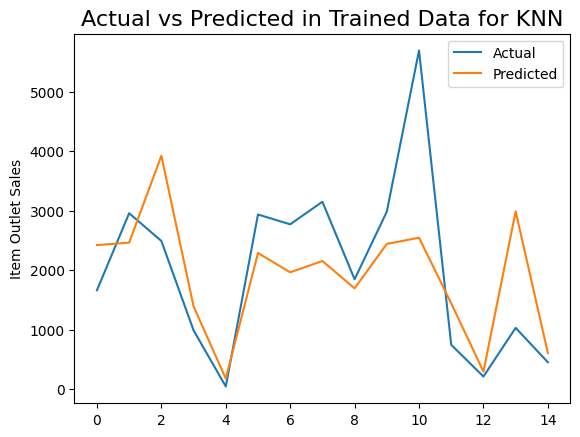 Actual vs Predicted in Trained Data for KNN
Actual
Predicted
Item Outlet Sales
5000
4000
3000
2000
1000
0
0 2 4 6 8 10 12 14